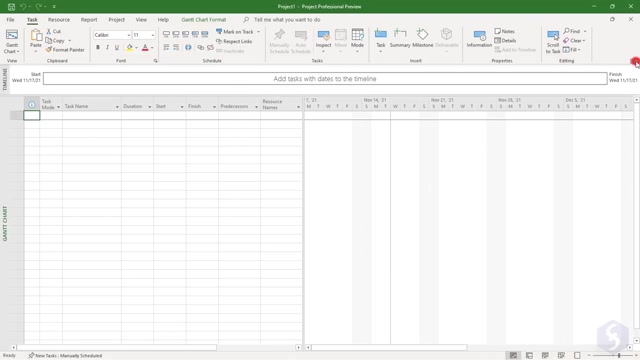 Project1 - Project Professional Preview
Task Resource Report Project View Help Gantt Chart Format Tell me what you want to do
Gantt Chart
View
Paste
Cut
Copy
Format Painter
Clipboard
Calibri 11
B I U
Font
Mark on Track
Respect Links
Inactivate
Schedule
Manually Schedule
Auto Schedule
Inspect
Move
Mode
Tasks
Task
Summary
Milestone
Deliverable
Insert
Information
Notes
Details
Add to Timeline
Properties
Scroll to Task
Find
Clear
Fill
Editing
TIMELINE
Start
Wed 11/17/21
Add tasks with dates to the timeline
Finish
Wed 11/17/21
Task Mode Task Name Duration Start Finish Predecessors Resource Names
7, '21 Nov 14, '21 Nov 21, '21 Nov 28, '21 Dec 5, '21
M T W T F S S M T W T F S S M T W T F S S M T W T F S S M T W T F S
GANTT CHART
Ready New Tasks : Manually Scheduled